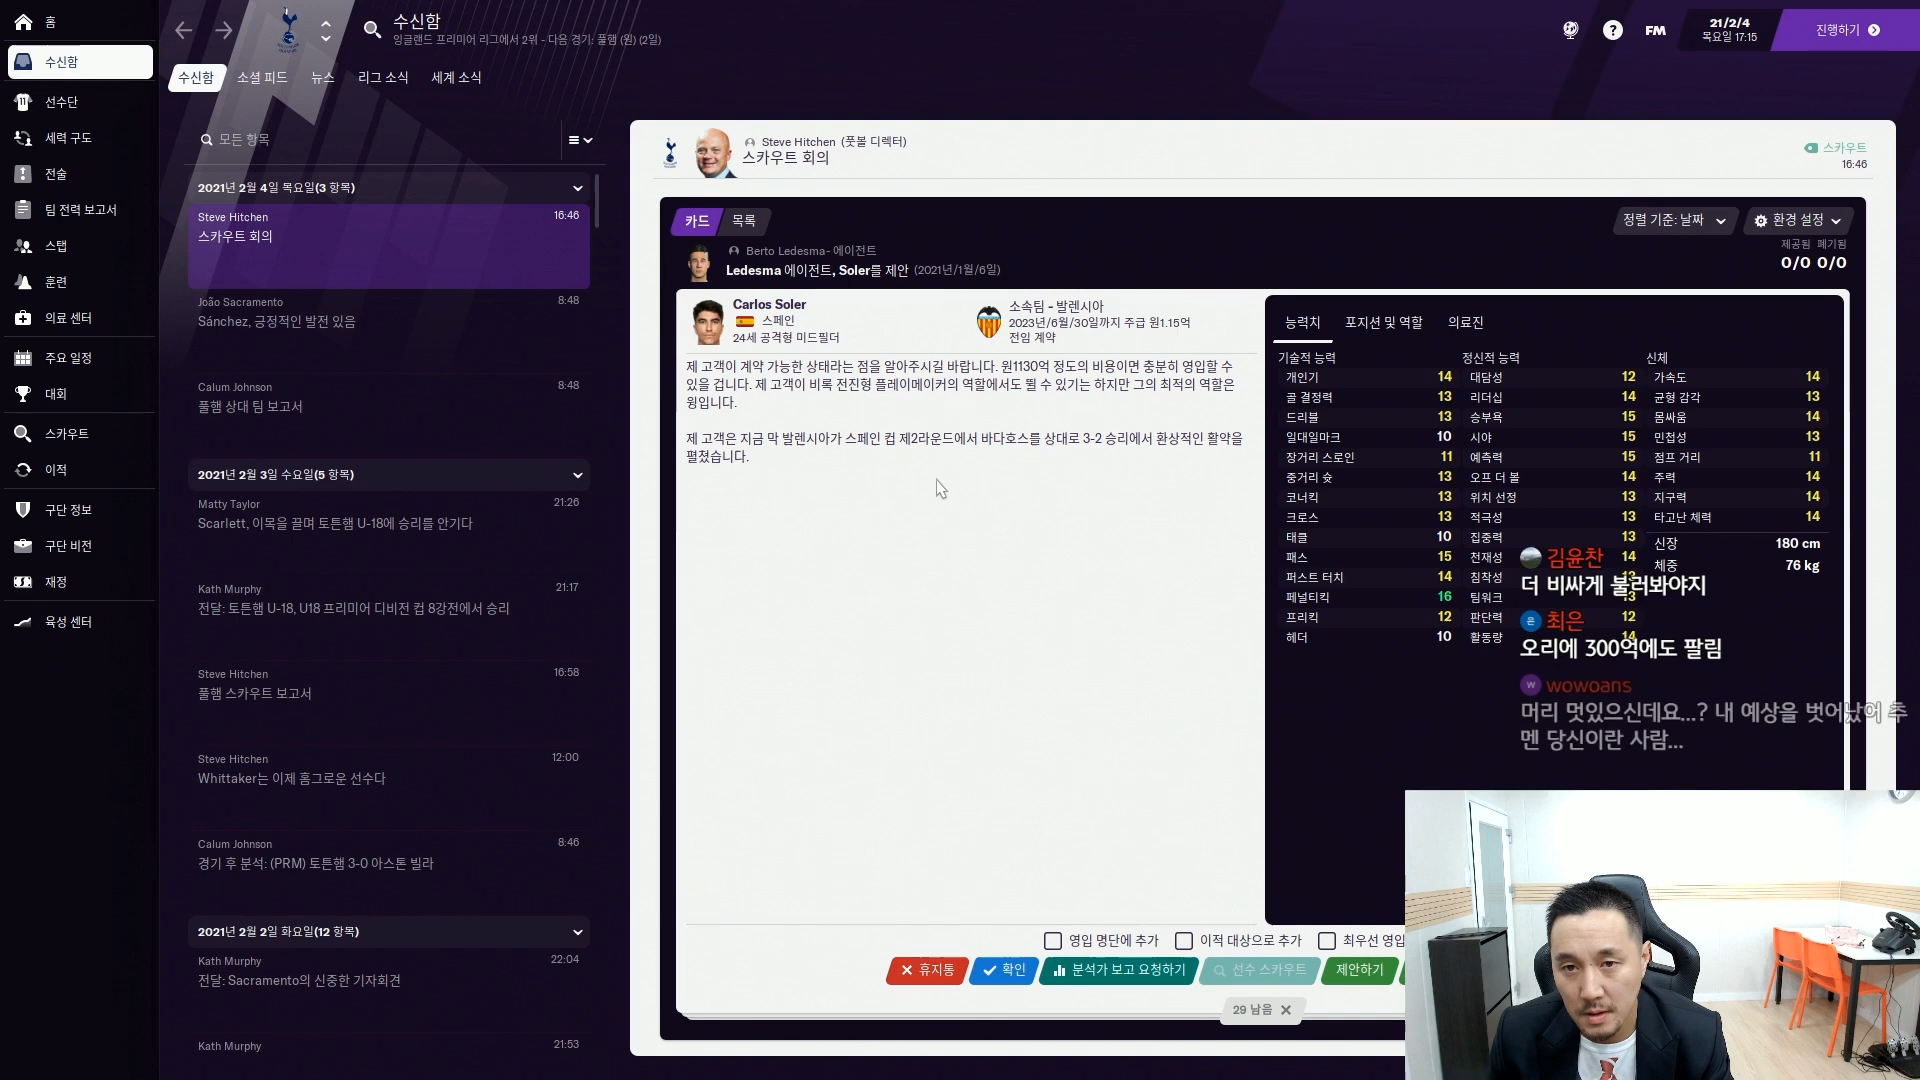 홈
수신함
선수단
세력 구도
전술
팀 전력 보고서
스탭
훈련
의료 센터
주요 일정
대회
스카우트
이적
구단 정보
구단 비전
재정
육성 센터
수신함
잉글랜드 프리미어 리그에서 2위 - 다음 경기: 풀햄 (원) (2일)
FM
21/2/4
목요일 17:15
진행하기
수신함 소셜 피드 뉴스 리그 소식 세계 소식
모든 항목
2021년 2월 4일 목요일(3 항목)
Steve Hitchen 16:46
스카우트 회의
João Sacramento 8:48
Sánchez, 긍정적인 발전 있음
Calum Johnson 8:48
풀햄 상대 팀 보고서
2021년 2월 3일 수요일(5 항목)
Matty Taylor 21:26
Scarlett, 이목을 끌며 토튼햄 U-18에 승리를 안기다
Kath Murphy 21:17
전달: 토튼햄 U-18, U18 프리미어 디비전 컵 8강전에서 승리
Steve Hitchen 16:58
풀햄 스카우트 보고서
Steve Hitchen 12:00
Whittaker는 이제 홈그로운 선수다
Calum Johnson 8:46
경기 후 분석: (PRM) 토튼햄 3-0 아스톤 빌라
2021년 2월 2일 화요일(12 항목)
Kath Murphy 22:04
전달: Sacramento의 신중한 기자회견
Kath Murphy 21:53
Steve Hitchen (풋볼 디렉터)
스카우트 회의
스카우트
16:46
카드 목록
정렬 기준: 날짜 환경 설정
Berto Ledesma- 에이전트
Ledesma 에이전트, Soler를 제안 (2021년/1월/6일)
제공됨 폐기됨
0/0 0/0
Carlos Soler
스페인
24세 공격형 미드필더
소속팀 - 발렌시아
2023년/6월/30일까지 주급 원1.15억
전임 계약
제 고객이 계약 가능한 상태라는 점을 알아주시길 바랍니다. 원1130억 정도의 비용이면 충분히 영입할 수
있을 겁니다. 제 고객이 비록 전진형 플레이메이커의 역할에서도 뛸 수 있기는 하지만 그의 최적의 역할은
윙입니다.
제 고객은 지금 막 발렌시아가 스페인 컵 제2라운드에서 바다호스를 상대로 3-2 승리에서 환상적인 활약을
펼쳤습니다.
능력치 포지션 및 역할 의료진
기술적 능력 정신적 능력 신체
개인기 14 대담성 12 가속도 14
골 결정력 13 리더십 14 균형 감각 13
드리블 13 승부욕 15 몸싸움 14
일대일마크 10 시야 15 민첩성 13
장거리 스로인 11 예측력 15 점프 거리 11
중거리 슛 13 오프 더 볼 14 주력 14
코너킥 13 위치 선정 13 지구력 14
크로스 13 적극성 13 타고난 체력 14
태클 10 집중력 13 신장 180 cm
패스 15 천재성 14 체중 76 kg
퍼스트 터치 14 침착성
페널티킥 16 팀워크 13
프리킥 12 판단력 12
헤더 10 활동량 14
김윤찬
더 비싸게 불러봐야지
은 최은
오리에 300억에도 팔림
w wowoans
머리 멋있으신데요...? 내 예상을 벗어났어 추
멘 당신이란 사람...
영입 명단에 추가 이적 대상으로 추가 최우선 영입
휴지통 확인 분석가 보고 요청하기 선수 스카우트 제안하기
29 남음